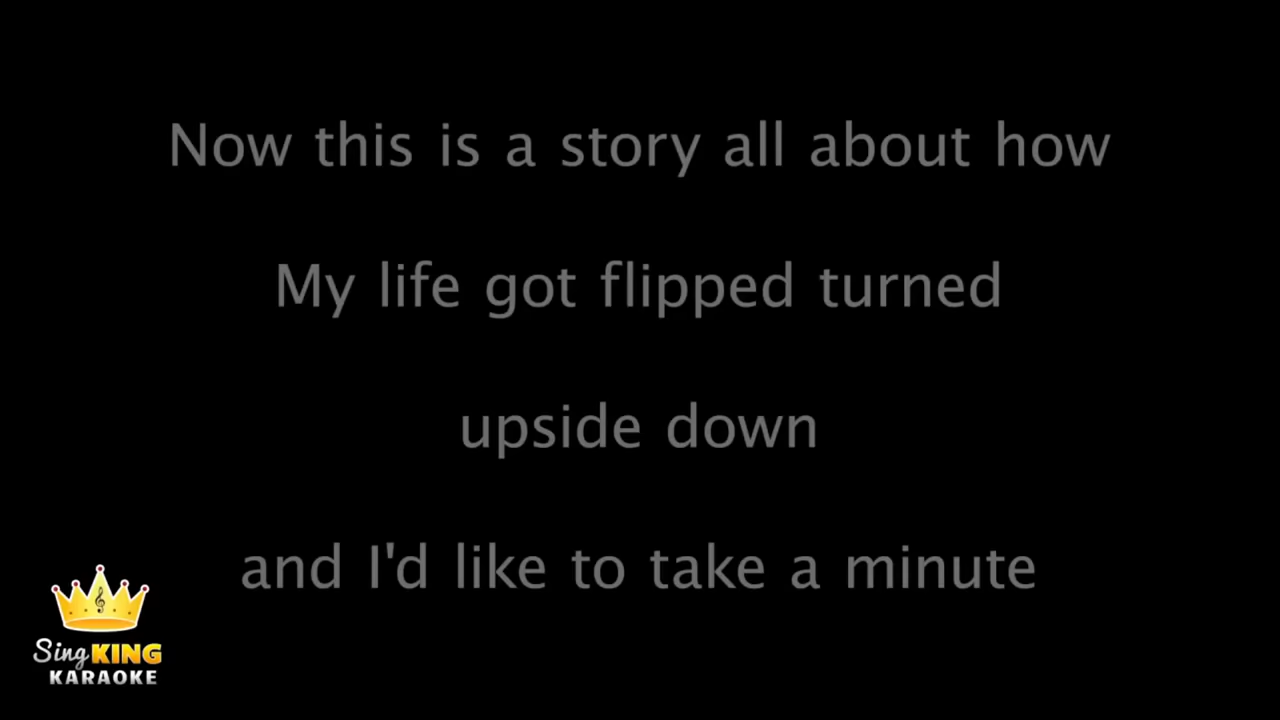 Now this is a story all about how
My life got flipped turned
upside down
and I'd like to take a minute
Sing KING
KARAOKE